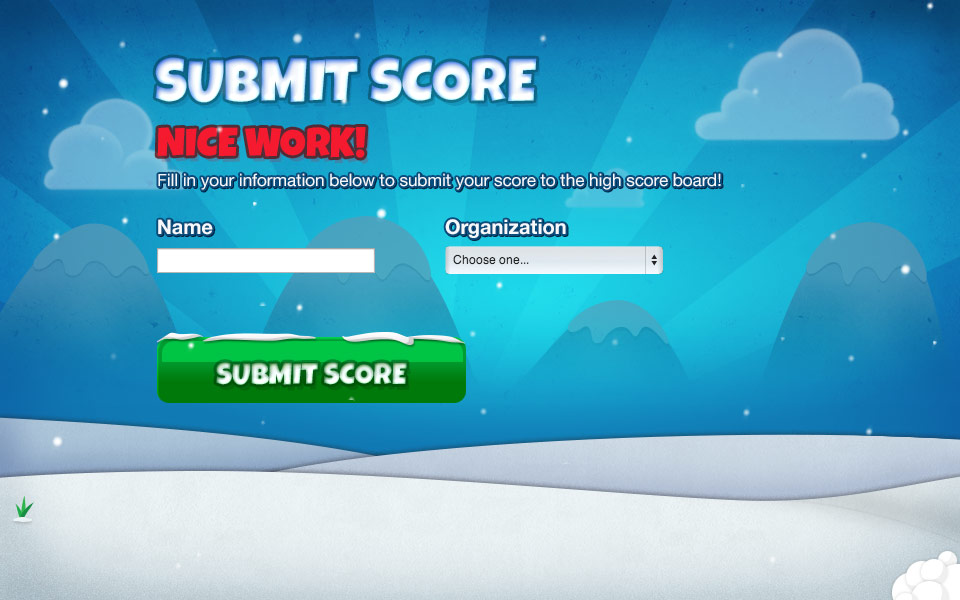 SUBMIT SCORE
NICE WORK!
Fill in your information below to submit your score to the high score board!
Name
Organization
Choose one...
SUBMIT SCORE